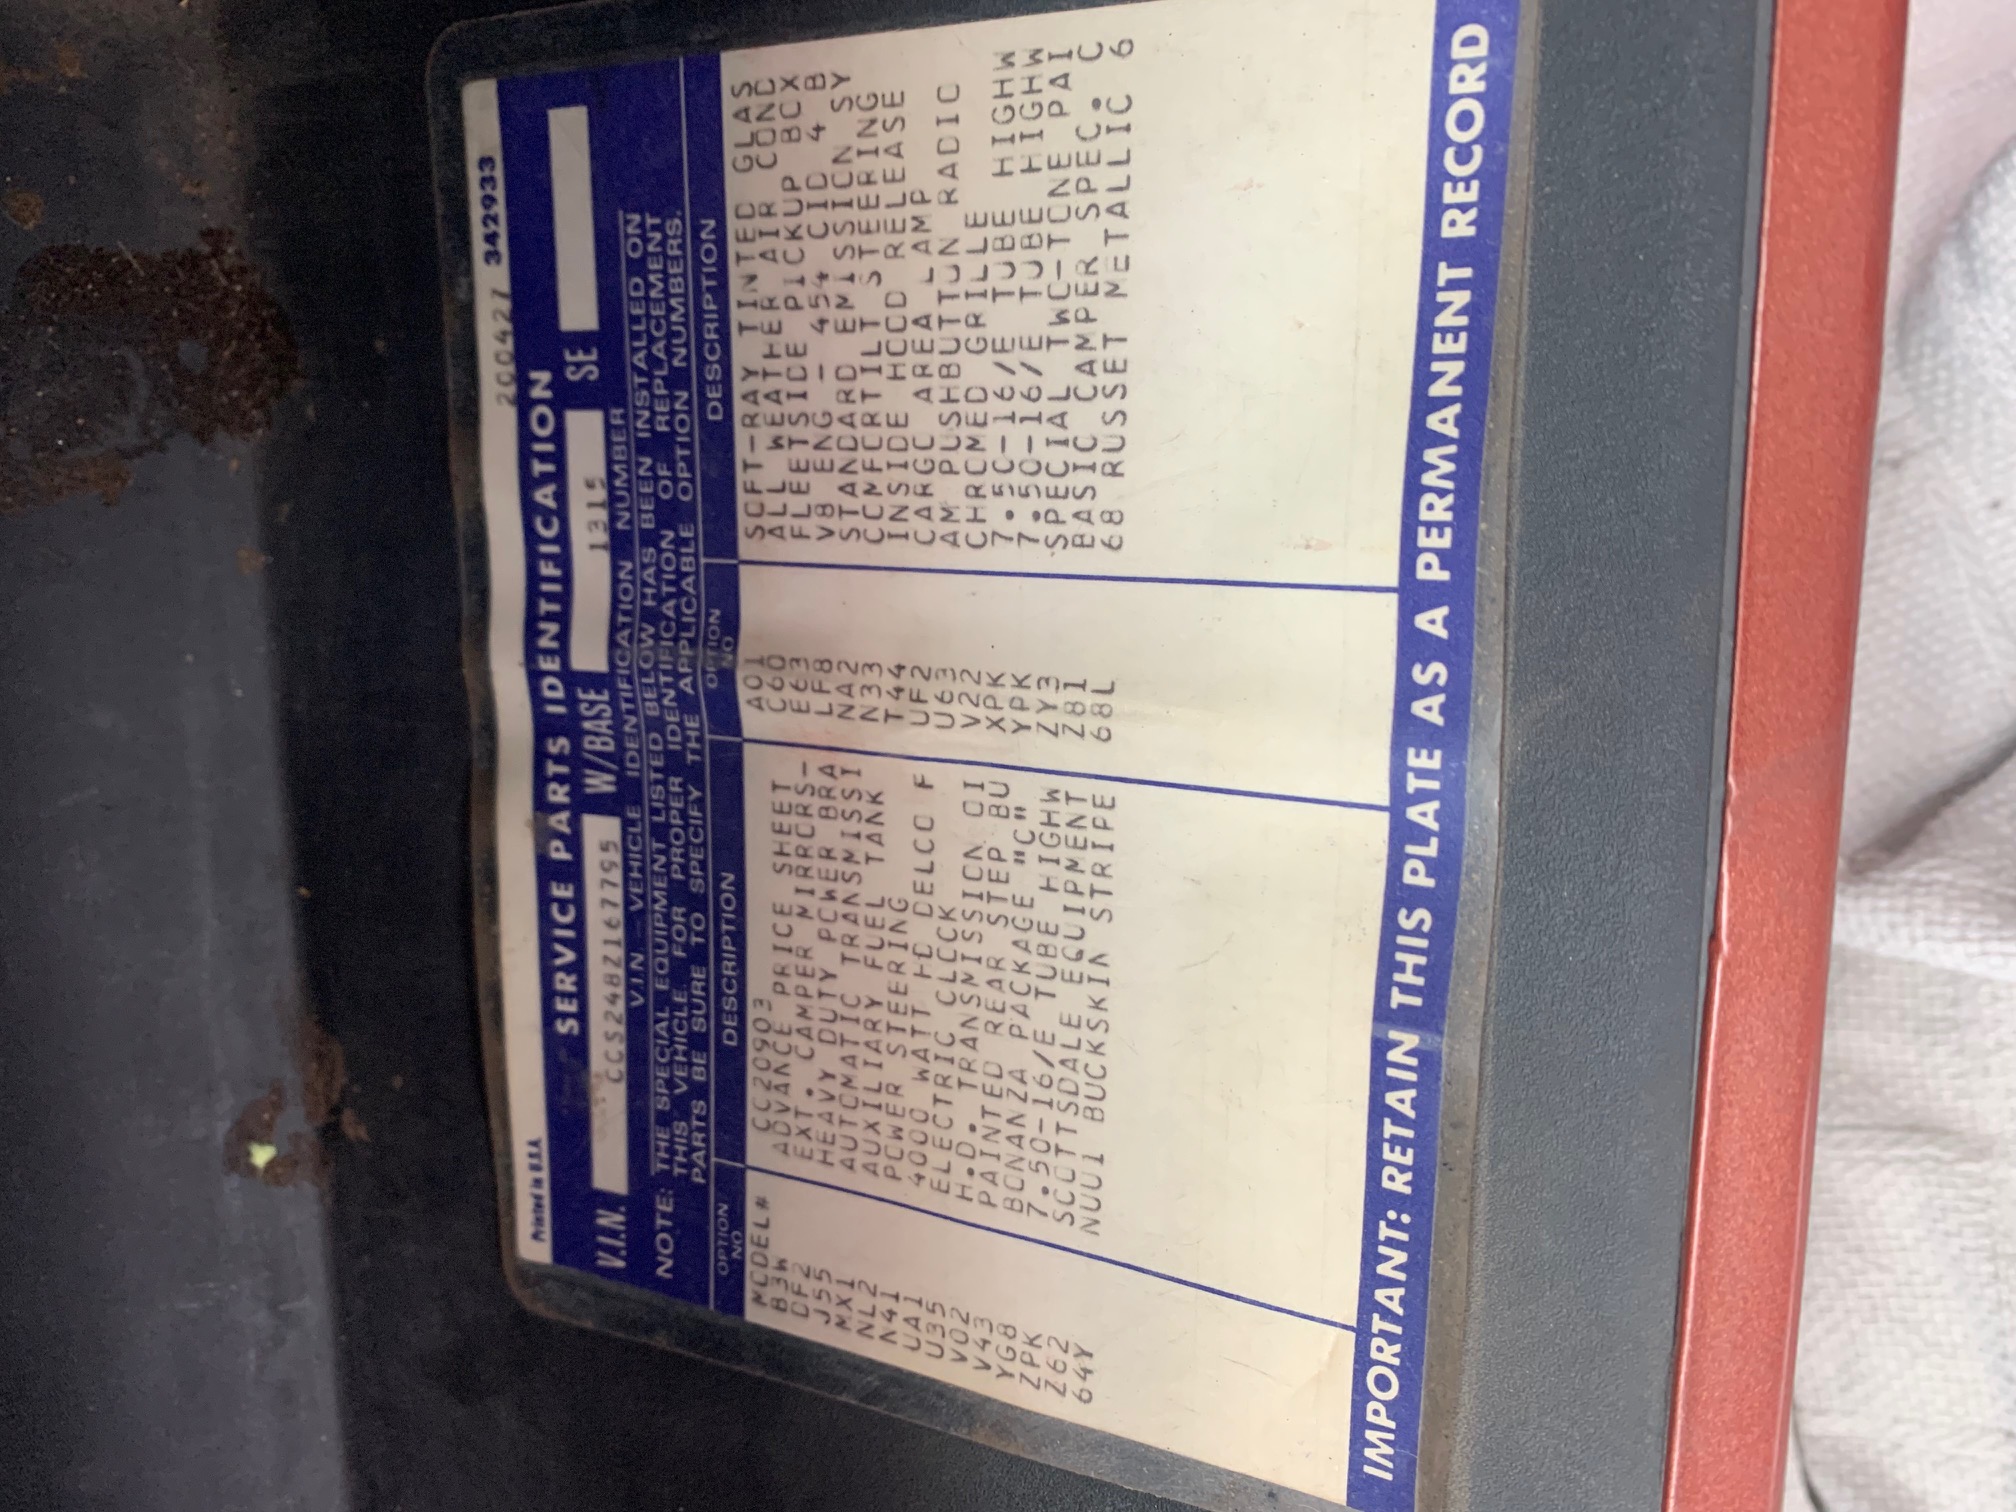 Printed in U.S.A. 200427 342933
SERVICE PARTS IDENTIFICATION
V.I.N. CCS248Z167795 W/BASE 1315 SE
V.I.N. – VEHICLE IDENTIFICATION NUMBER
NOTE: THE SPECIAL EQUIPMENT LISTED BELOW HAS BEEN INSTALLED ON
THIS VEHICLE. FOR PROPER IDENTIFICATION OF REPLACEMENT
PARTS BE SURE TO SPECIFY THE APPLICABLE OPTION NUMBERS.
OPTION NO DESCRIPTION OPTION NO DESCRIPTION
MODEL# CC20903 A01 SOFT-RAY TINTED GLAS
B3W ADVANCE PRICE SHEET C60 ALL WEATHER AIR COND
DF2 EXT. CAMPER MIRRORS- E63 FLEETSIDE PICKUP BOX
J55 HEAVY DUTY POWER BRA LF8 V8 ENG - 454 CID 4 B
MX1 AUTOMATIC TRANSMISSI NA2 STANDARD EMISSION SY
NL2 AUXILIARY FUEL TANK N33 COMFORTILT STEERING
N41 POWER STEERING T44 INSIDE HOOD RELEASE
UA1 4000 WATT HD DELCO F UF2 CARGO AREA LAMP
U35 ELECTRIC CLOCK U63 AM PUSHBUTTON RADIO
V02 H.D. TRANSMISSION OI V22 CHROMED GRILLE
V43 PAINTED REAR STEP BU XPK 7.50-16/E TUBE HIGHW
YG8 BONANZA PACKAGE "C" YPK 7.50-16/E TUBE HIGHW
ZPK 7.50-16/E TUBE HIGHW ZY3 SPECIAL TWO-TONE PAI
Z62 SCOTTSDALE EQUIPMENT Z81 BASIC CAMPER SPEC. C
64Y NUU1 BUCKSKIN STRIPE 68L 68 RUSSET METALLIC 6
IMPORTANT: RETAIN THIS PLATE AS A PERMANENT RECORD